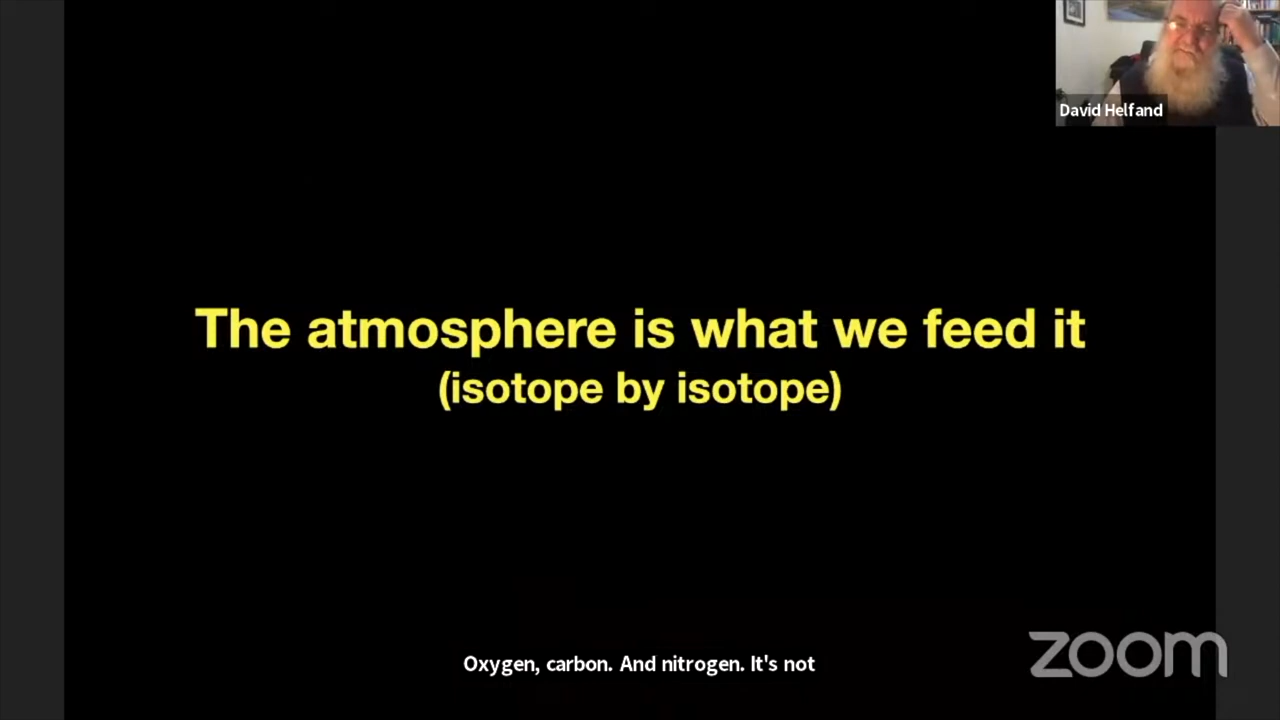 David Helfand
The atmosphere is what we feed it
(isotope by isotope)
Oxygen, carbon. And nitrogen. It's not
zoom